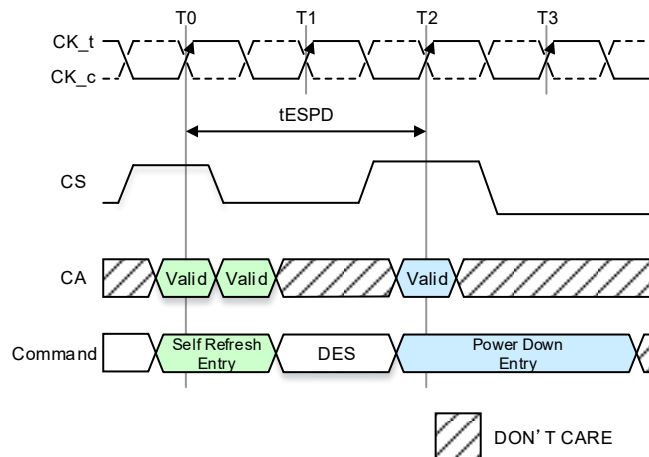 T0 T1 T2 T3
CK_t
CK_c
tESPD
CS
CA Valid Valid Valid
Command Self Refresh Entry DES Power Down Entry
DON'T CARE